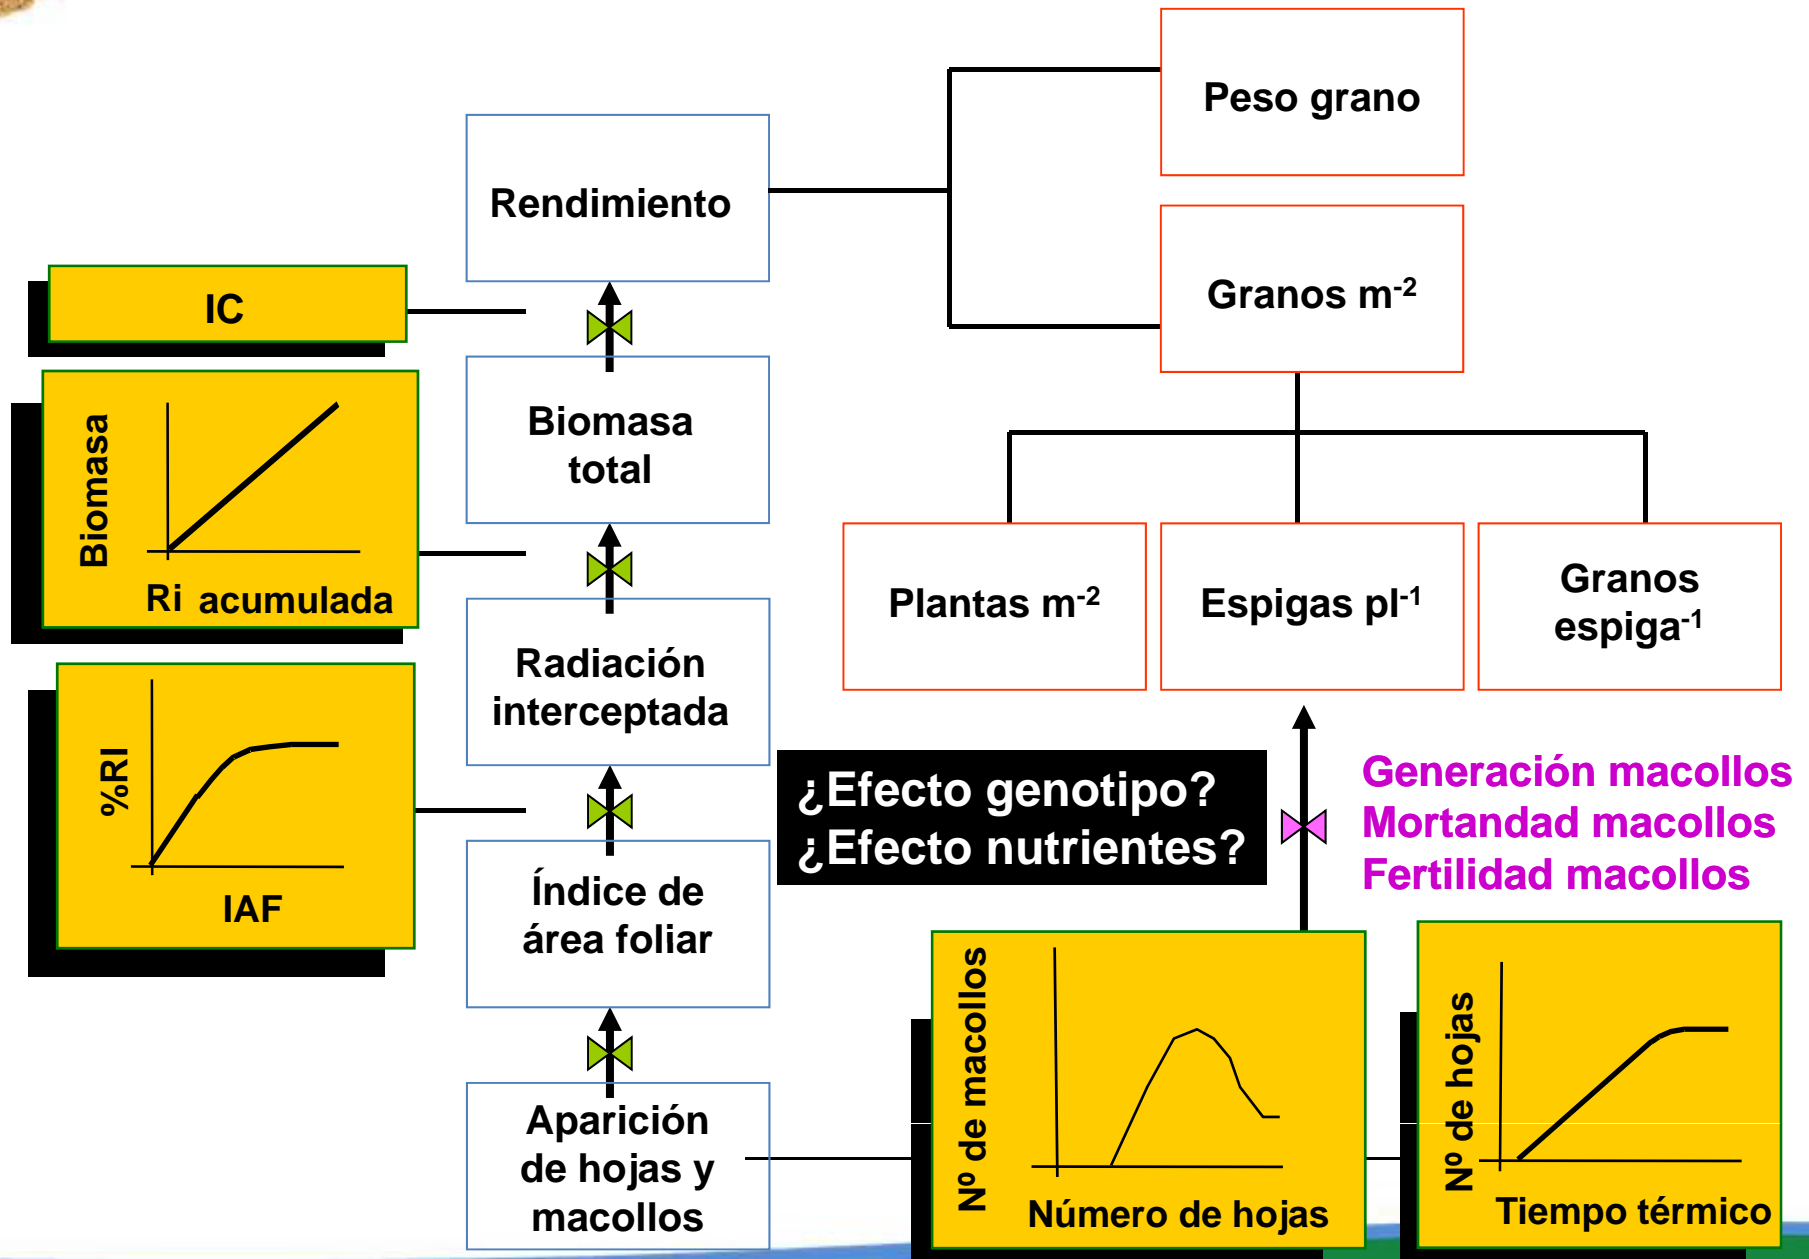 Peso grano
Rendimiento
Granos m-2
IC
Biomasa
Ri acumulada
Biomasa
total
Plantas m-2
Espigas pl-1
Granos
espiga-1
Radiación
interceptada
%RI
IAF
¿Efecto genotipo?
¿Efecto nutrientes?
Generación macollos
Mortandad macollos
Fertilidad macollos
Índice de
área foliar
Aparición
de hojas y
macollos
Nº de macollos
Número de hojas
Nº de hojas
Tiempo térmico